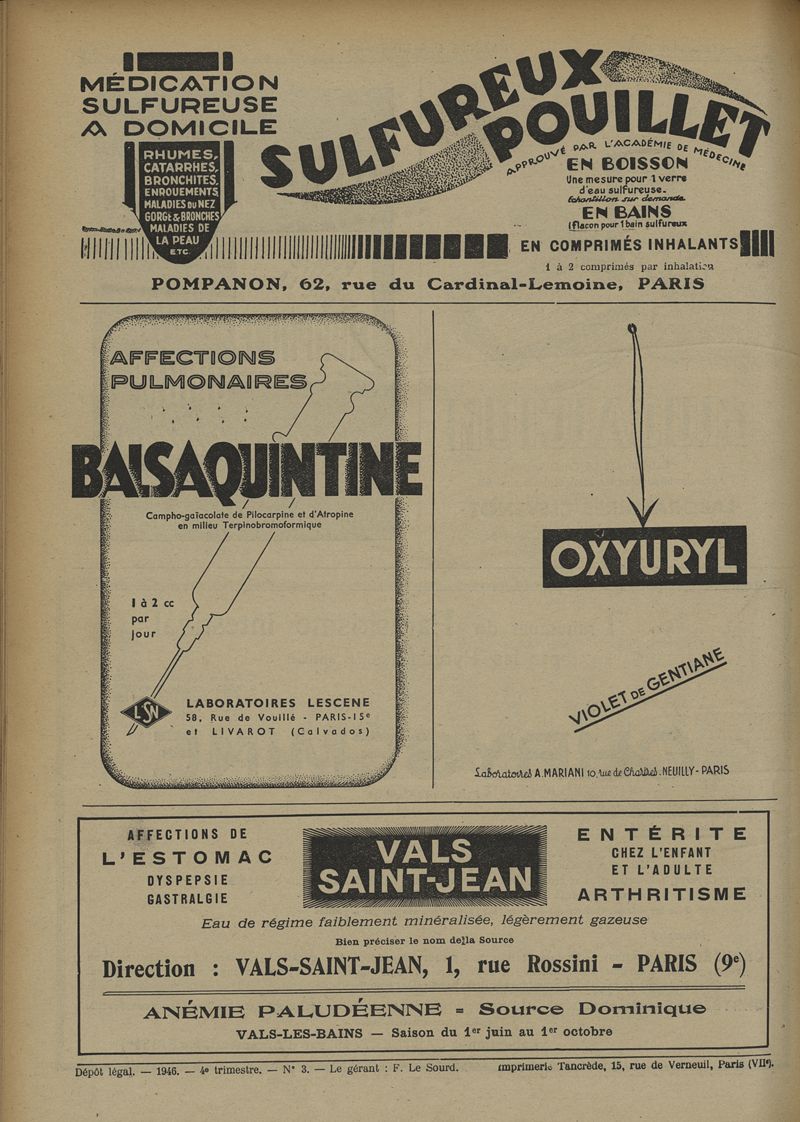 MÉDICATION
SULFUREUSE
A DOMICILE
RHUMES,
CATARRHES,
BRONCHITES,
ENROUEMENTS,
MALADIES DU NEZ
GORGE & BRONCHES
MALADIES DE
LA PEAU
ETC.
SULFUREUX
POUILLET
APPROUVÉ PAR L'ACADÉMIE DE MÉDECINE
EN BOISSON
Une mesure pour 1 verre
d'eau sulfureuse.
Echantillon sur demande.
EN BAINS
1 flacon pour 1 bain sulfureux
EN COMPRIMÉS INHALANTS
1 à 2 comprimés par inhalation
POMPANON, 62, rue du Cardinal-Lemoine, PARIS
AFFECTIONS
PULMONAIRES
BALSAQUINTINE
Campho-gaïacolate de Pilocarpine et d'Atropine
en milieu Terpinobromoformique
1 à 2 cc
par
jour
LSN
LABORATOIRES LESCENE
58, Rue de Vouillé - PARIS-15e
et LIVAROT (Calvados)
OXYURYL
VIOLET DE GENTIANE
Laboratoires A. MARIANI 10, rue de Chartres. NEUILLY - PARIS
AFFECTIONS DE
L'ESTOMAC
DYSPEPSIE
GASTRALGIE
VALS
SAINT-JEAN
ENTÉRITE
CHEZ L'ENFANT
ET L'ADULTE
ARTHRITISME
Eau de régime faiblement minéralisée, légèrement gazeuse
Bien préciser le nom de la Source
Direction : VALS-SAINT-JEAN, 1, rue Rossini - PARIS (9e)
ANÉMIE PALUDÉENNE = Source Dominique
VALS-LES-BAINS — Saison du 1er juin au 1er octobre
Dépôt légal. — 1946. — 4e trimestre. — N° 3. — Le gérant : F. Le Sourd.
Imprimerie Tancrède, 15, rue de Verneuil, Paris (VIIe).